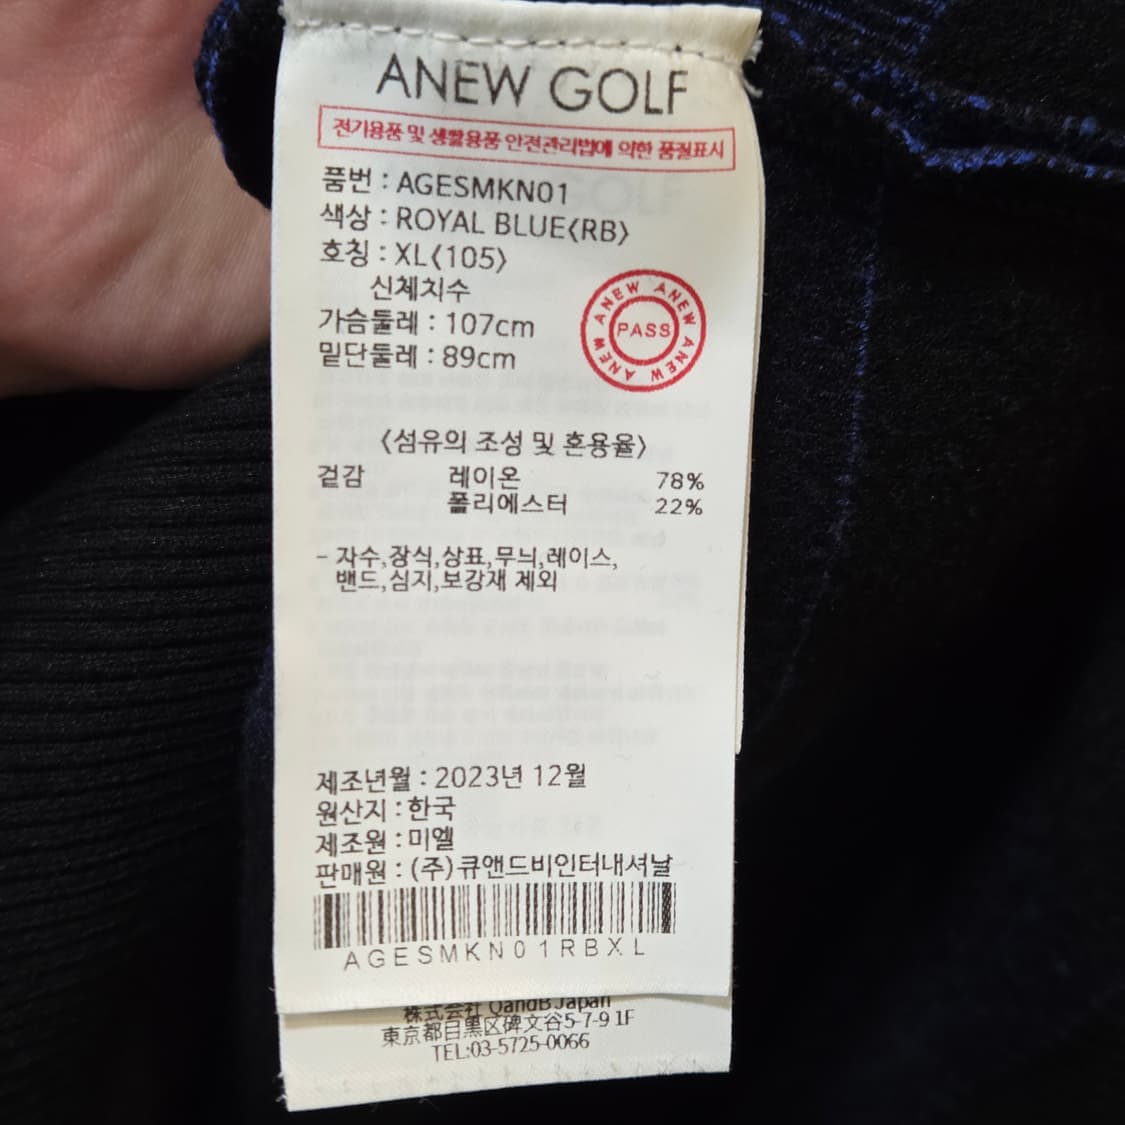 ANEW GOLF
전기용품 및 생활용품 안전관리법에 의한 품질표시
품번 : AGESMKN01
색상 : ROYAL BLUE<RB>
호칭 : XL<105>
신체치수
가슴둘레 : 107cm
밑단둘레 : 89cm
ANEW ANEW ANEW ANEW
PASS
<섬유의 조성 및 혼용율>
겉감 레이온 78%
폴리에스터 22%
- 자수,장식,상표,무늬,레이스,
밴드,심지,보강재 제외
제조년월 : 2023년 12월
원산지 : 한국
제조원 : 미엘
판매원 : (주)큐앤드비인터내셔날
AGESMKN01RBXL
株式会社 QandB Japan
東京都目黒区碑文谷5-7-9 1F
TEL:03-5725-0066